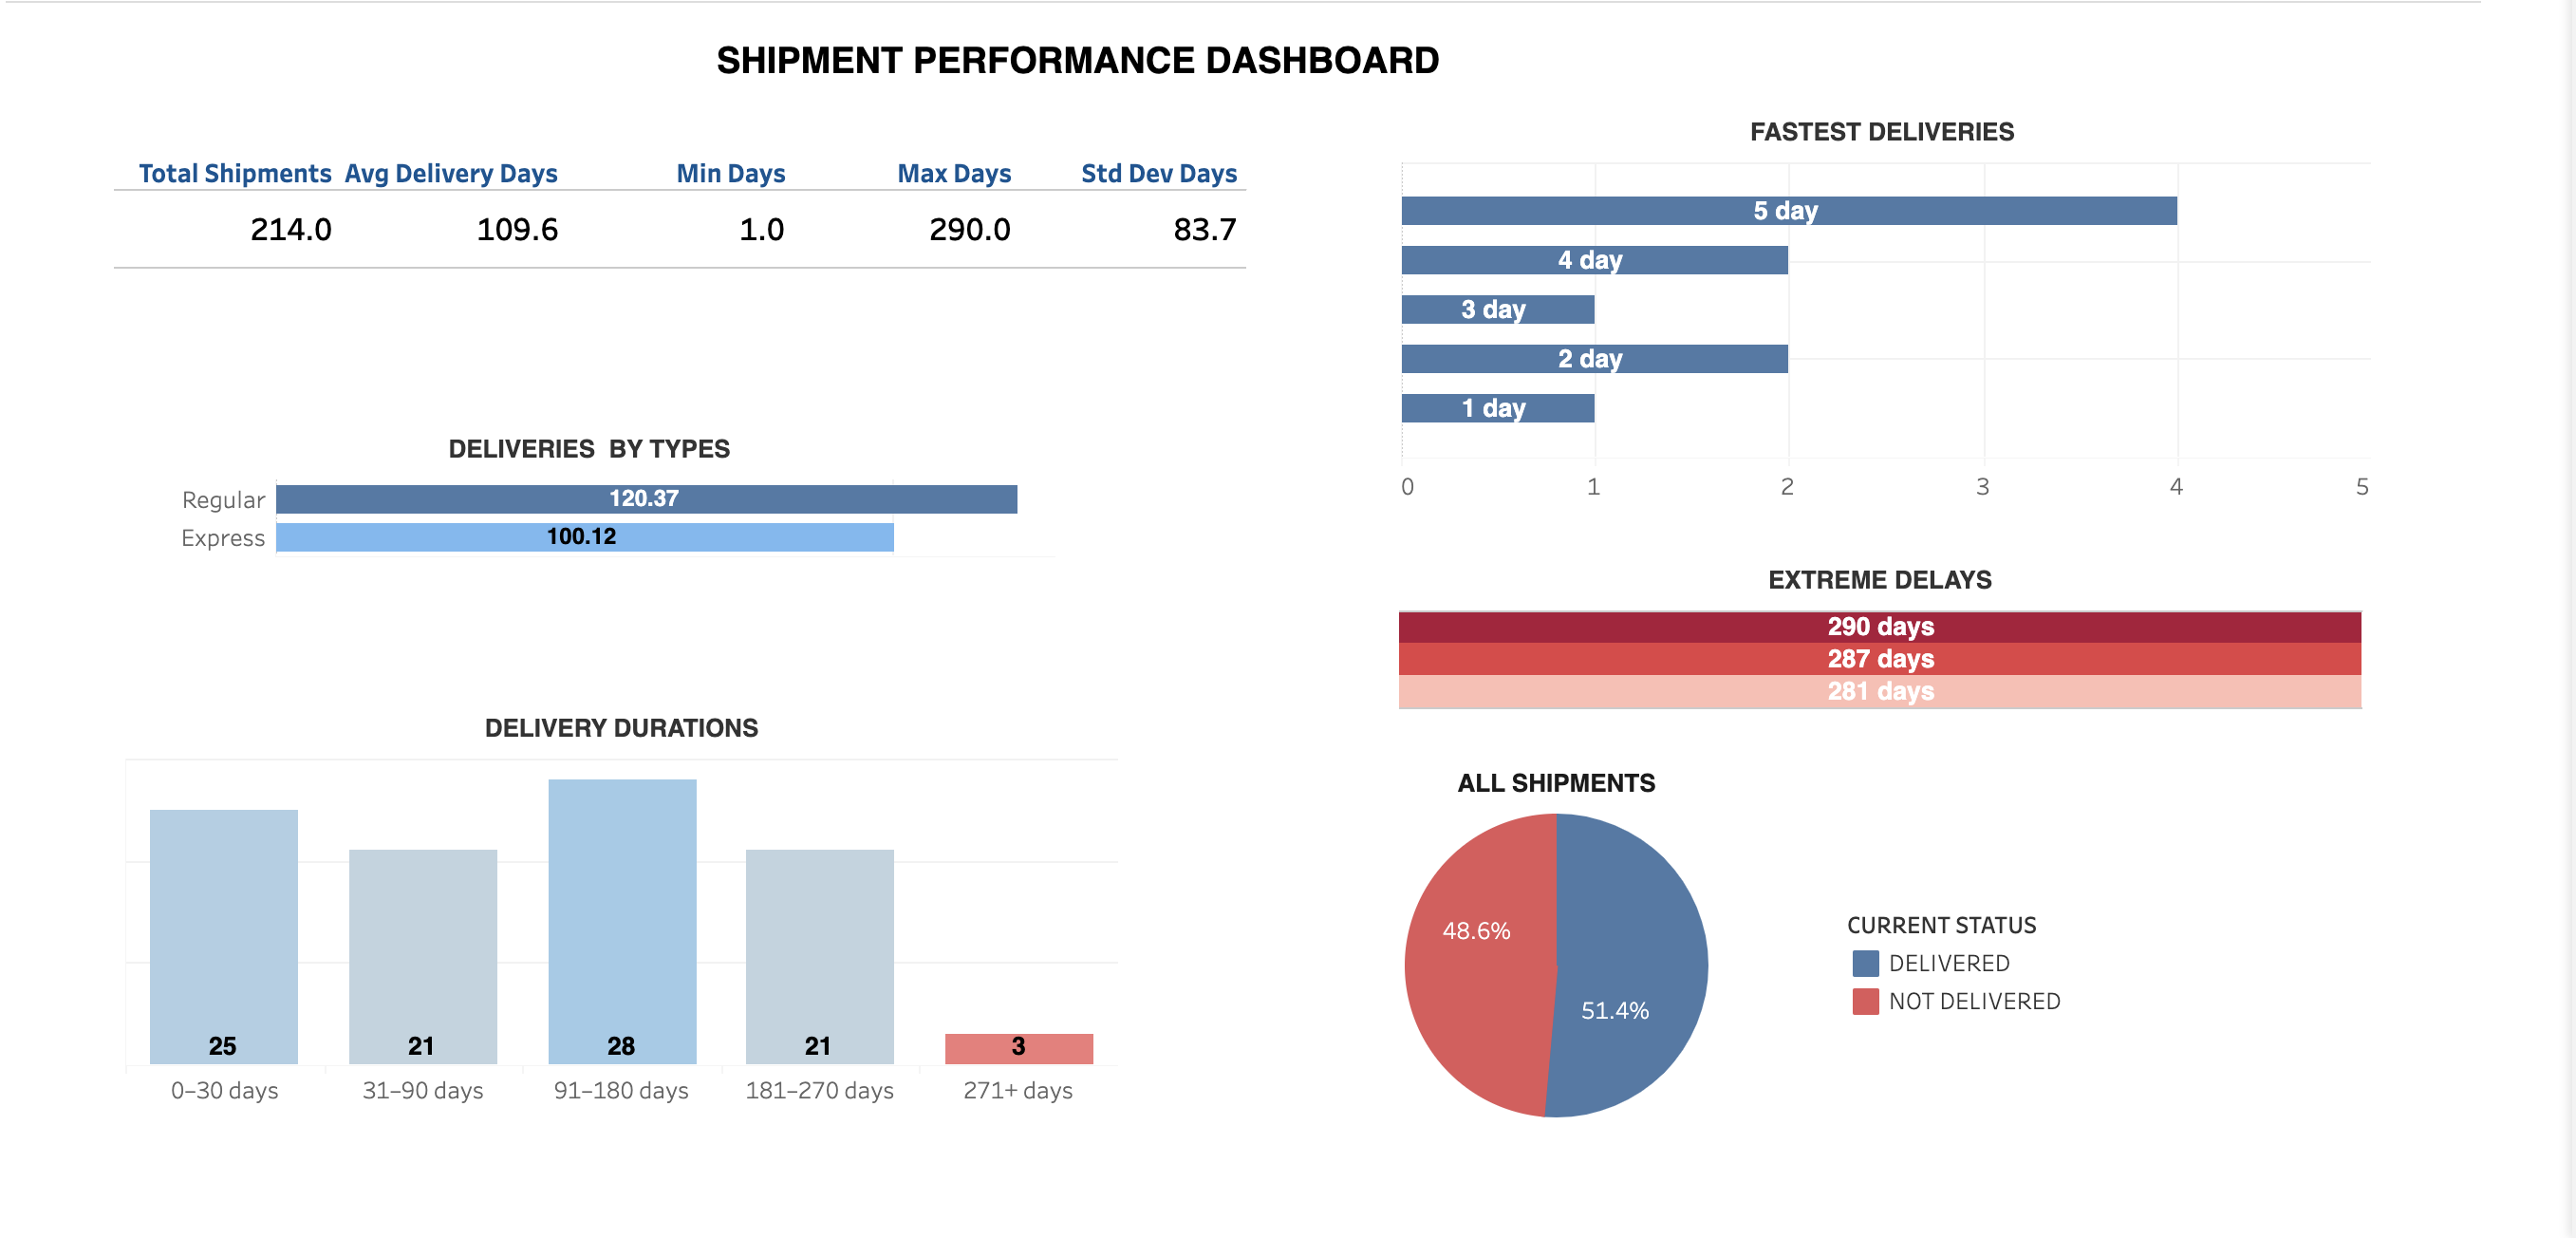 SHIPMENT PERFORMANCE DASHBOARD
Total Shipments Avg Delivery Days Min Days Max Days Std Dev Days
214.0 109.6 1.0 290.0 83.7
DELIVERIES BY TYPES
Regular 120.37
Express 100.12
DELIVERY DURATIONS
25 21 28 21 3
0–30 days 31–90 days 91–180 days 181–270 days 271+ days
FASTEST DELIVERIES
5 day
4 day
3 day
2 day
1 day
0 1 2 3 4 5
EXTREME DELAYS
290 days
287 days
281 days
ALL SHIPMENTS
48.6%
51.4%
CURRENT STATUS
DELIVERED
NOT DELIVERED